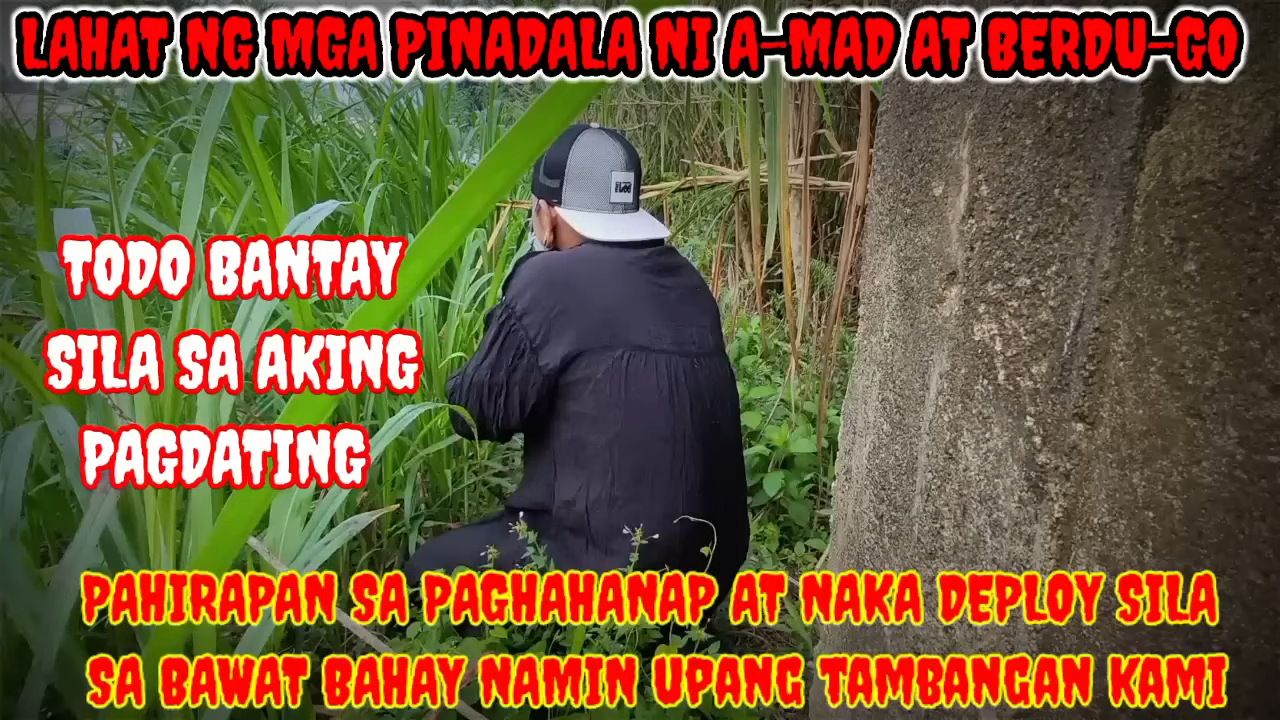 LAHAT NG MGA PINADALA NI A-MAD AT BERDU-GO
TODO BANTAY
SILA SA AKING
PAGDATING
PAHIRAPAN SA PAGHAHANAP AT NAKA DEPLOY SILA
SA BAWAT BAHAY NAMIN UPANG TAMBANGAN KAMI